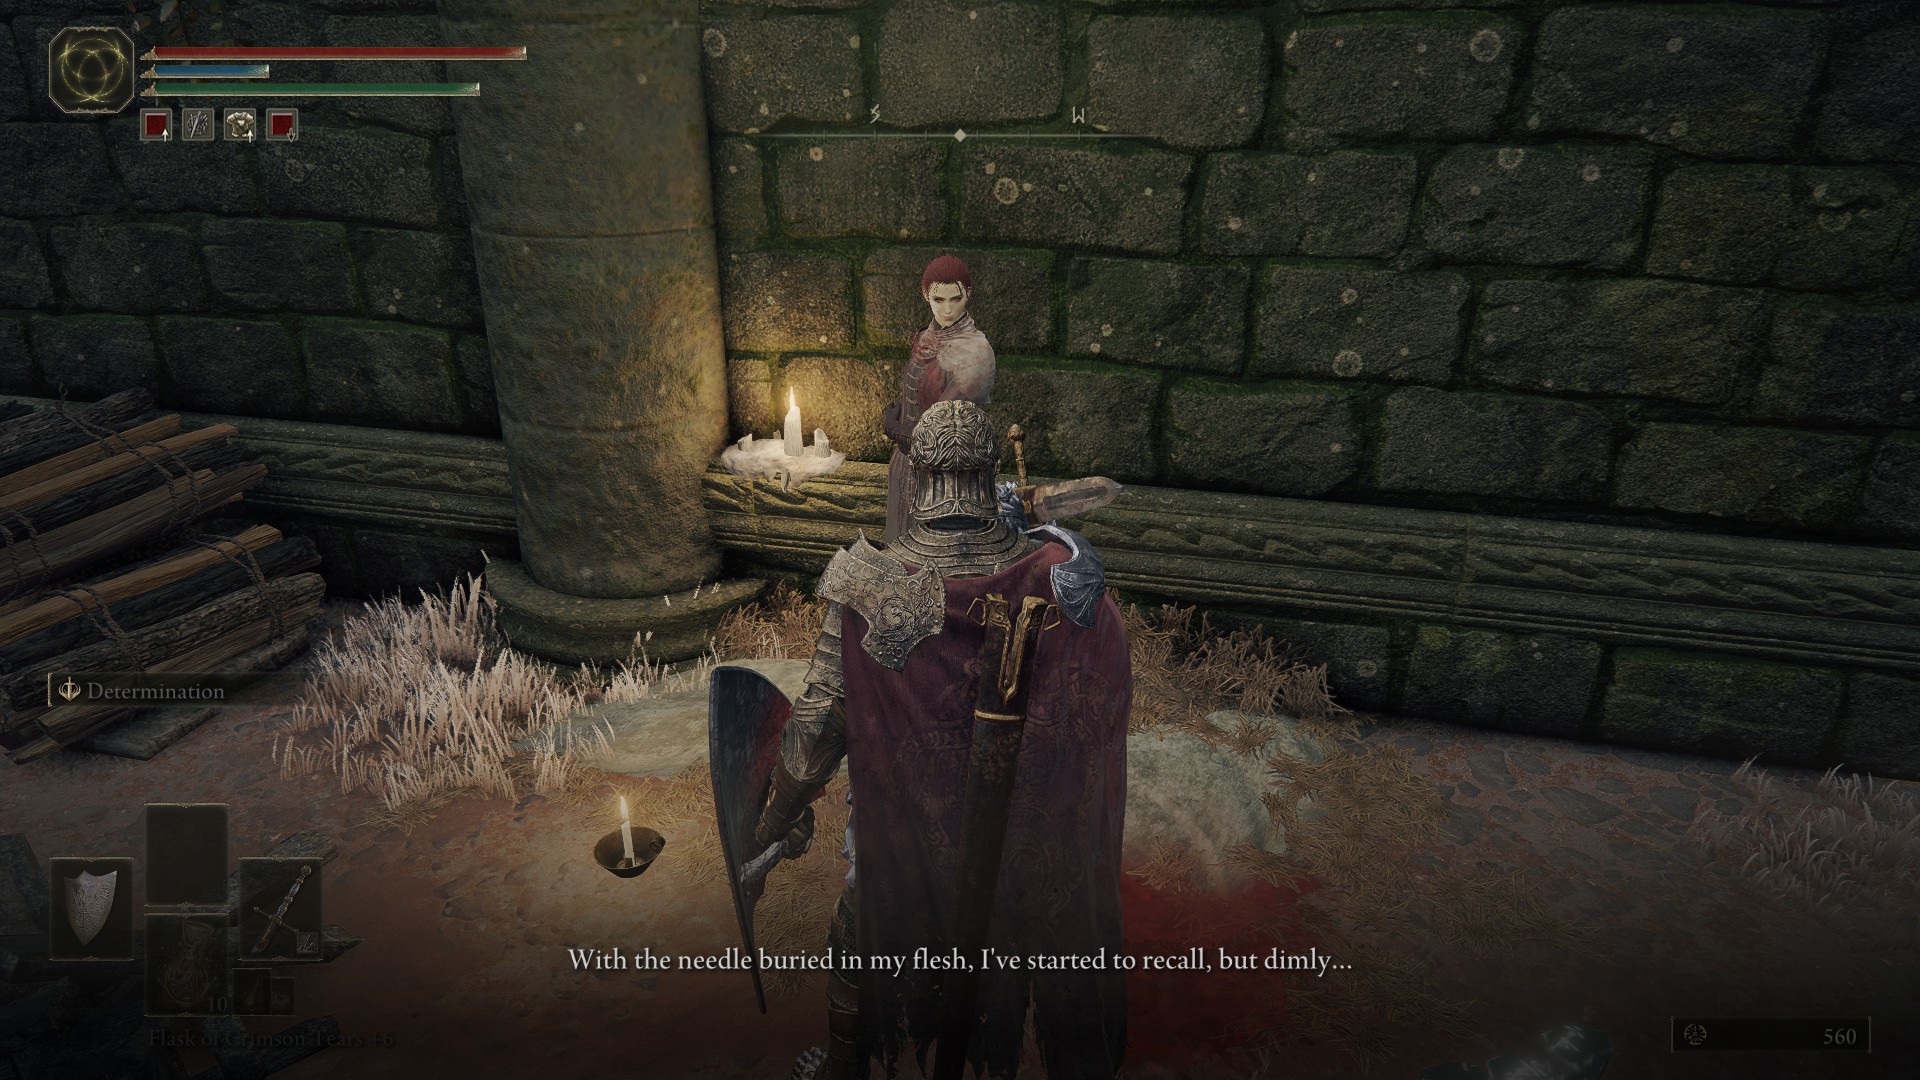 S
W
Determination
10
Flask of Crimson Tears +6
With the needle buried in my flesh, I've started to recall, but dimly...
560